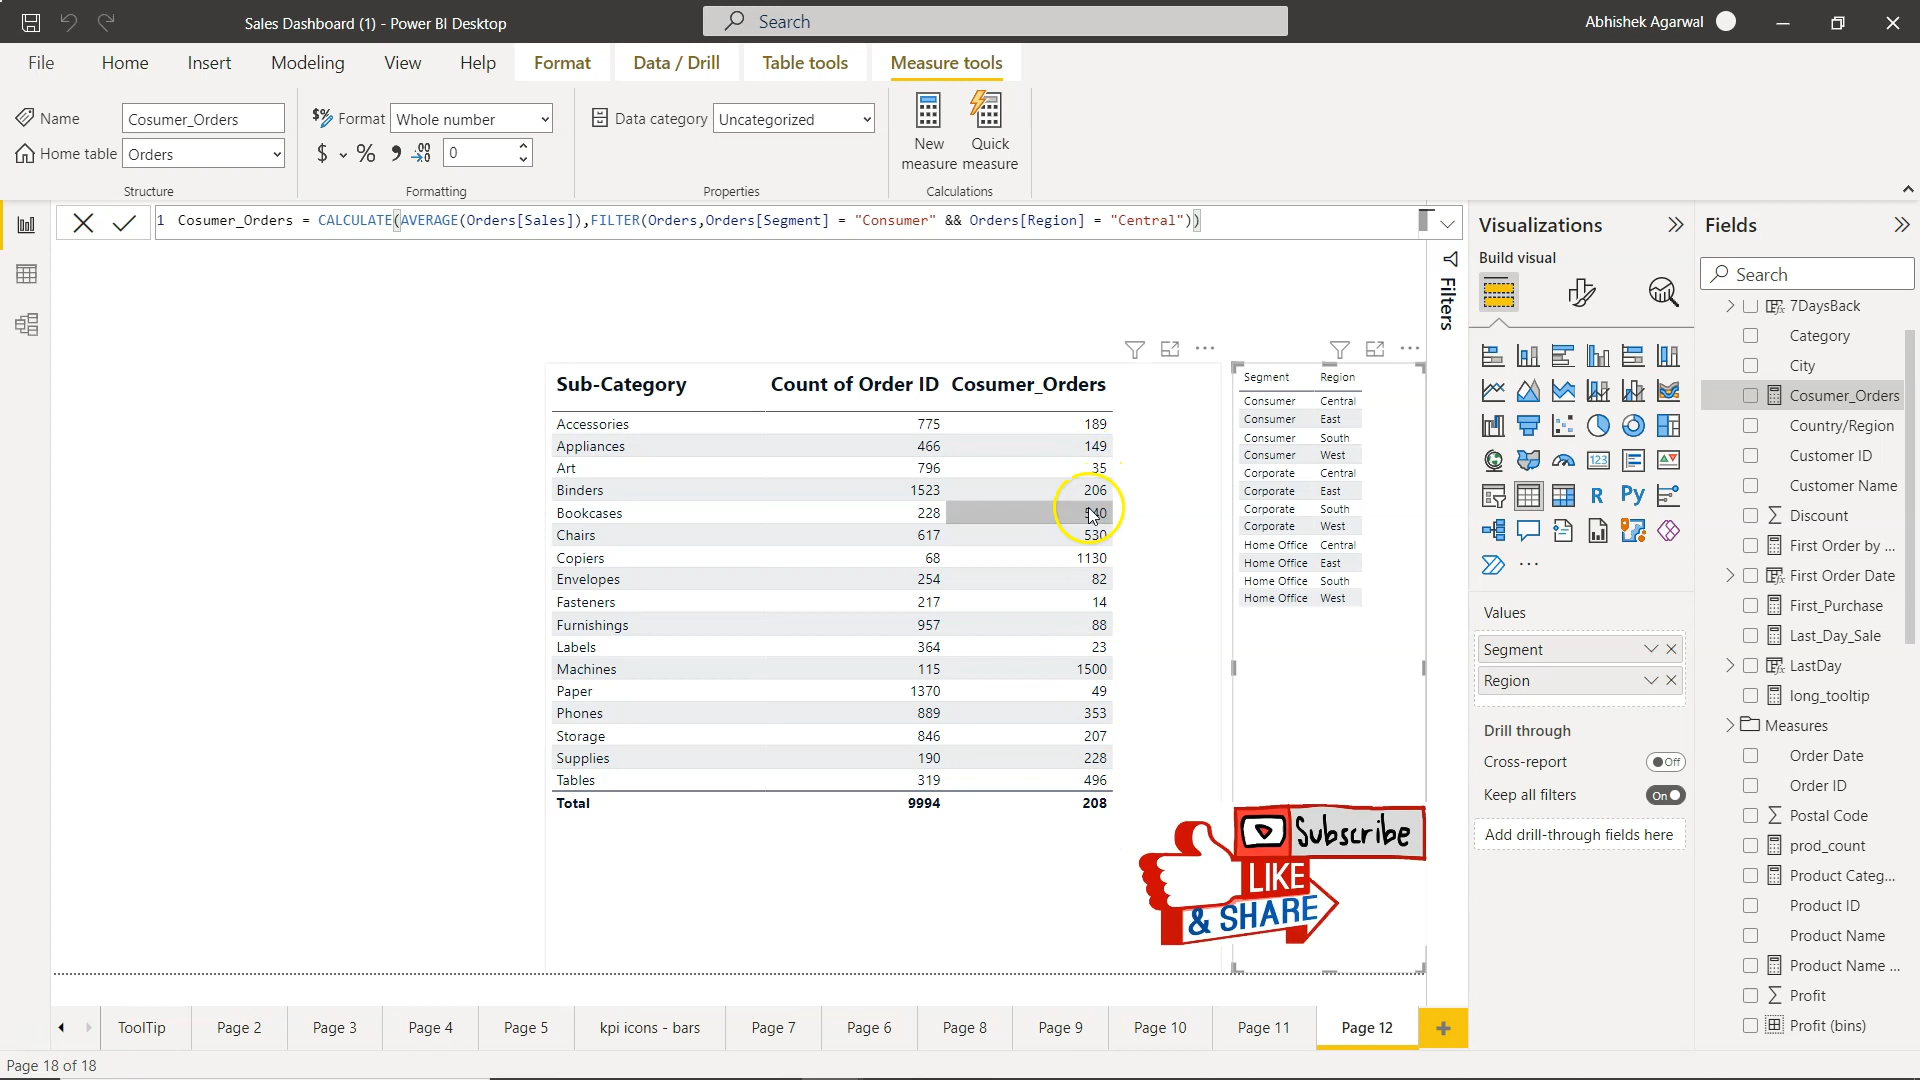 Sales Dashboard (1) - Power BI Desktop
Search
Abhishek Agarwal
File Home Insert Modeling View Help Format Data / Drill Table tools Measure tools
Name Cosumer_Orders
Format Whole number
Data category Uncategorized
New measure
Quick measure
Home table Orders
$ % 0
Structure Formatting Properties Calculations
1 Cosumer_Orders = CALCULATE(AVERAGE(Orders[Sales]),FILTER(Orders,Orders[Segment] = "Consumer" && Orders[Region] = "Central"))
Filters
Sub-Category Count of Order ID Cosumer_Orders
Accessories 775 189
Appliances 466 149
Art 796 35
Binders 1523 206
Bookcases 228
Chairs 617 530
Copiers 68 1130
Envelopes 254 82
Fasteners 217 14
Furnishings 957 88
Labels 364 23
Machines 115 1500
Paper 1370 49
Phones 889 353
Storage 846 207
Supplies 190 228
Tables 319 496
Total 9994 208
Segment Region
Consumer Central
Consumer East
Consumer South
Consumer West
Corporate Central
Corporate East
Corporate South
Corporate West
Home Office Central
Home Office East
Home Office South
Home Office West
Subscribe
LIKE
& SHARE
Visualizations
Build visual
123
R
Py
Values
Segment
Region
Drill through
Cross-report Off
Keep all filters On
Add drill-through fields here
Fields
Search
7DaysBack
Category
City
Cosumer_Orders
Country/Region
Customer ID
Customer Name
Discount
First Order by ...
First Order Date
First_Purchase
Last_Day_Sale
LastDay
long_tooltip
Measures
Order Date
Order ID
Postal Code
prod_count
Product Categ...
Product ID
Product Name
Product Name ...
Profit
Profit (bins)
ToolTip Page 2 Page 3 Page 4 Page 5 kpi icons - bars Page 7 Page 6 Page 8 Page 9 Page 10 Page 11 Page 12
Page 18 of 18